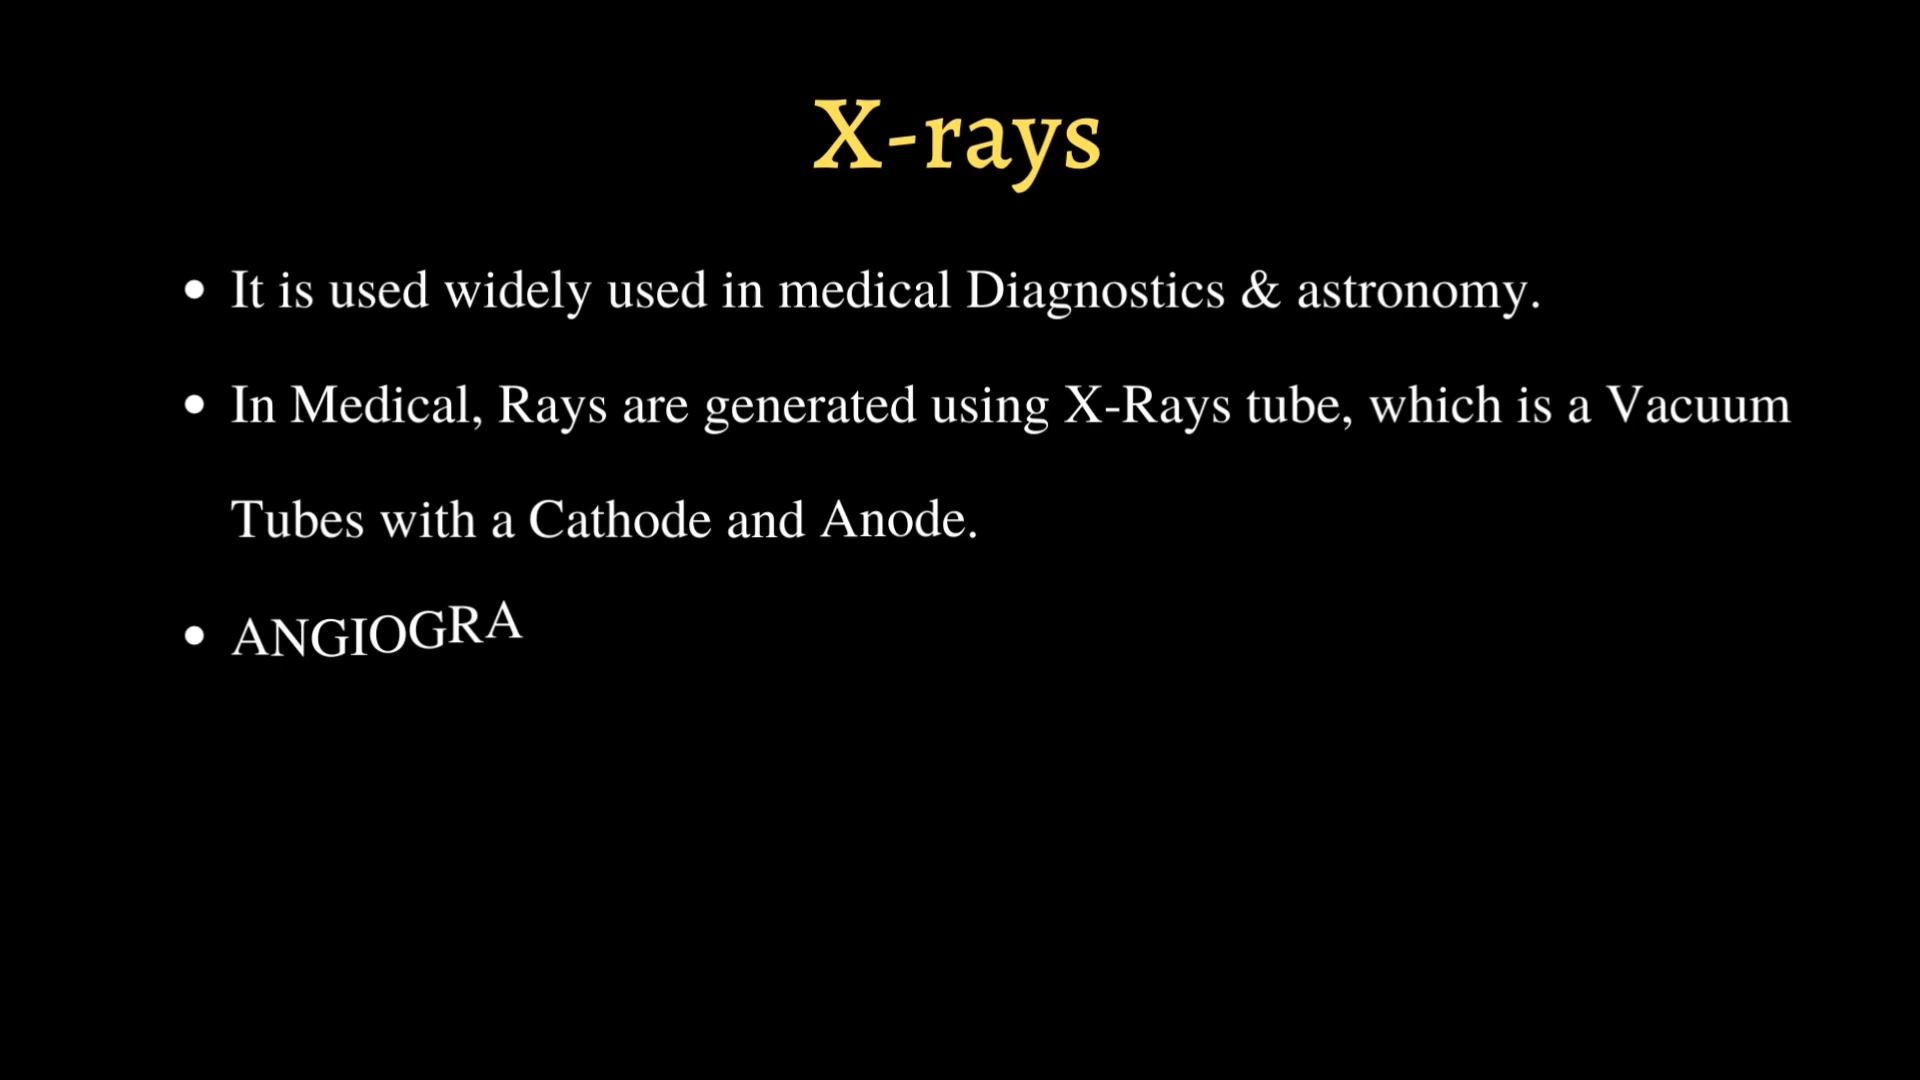 X-rays
• It is used widely used in medical Diagnostics & astronomy.
• In Medical, Rays are generated using X-Rays tube, which is a Vacuum
Tubes with a Cathode and Anode.
• ANGIOGRA